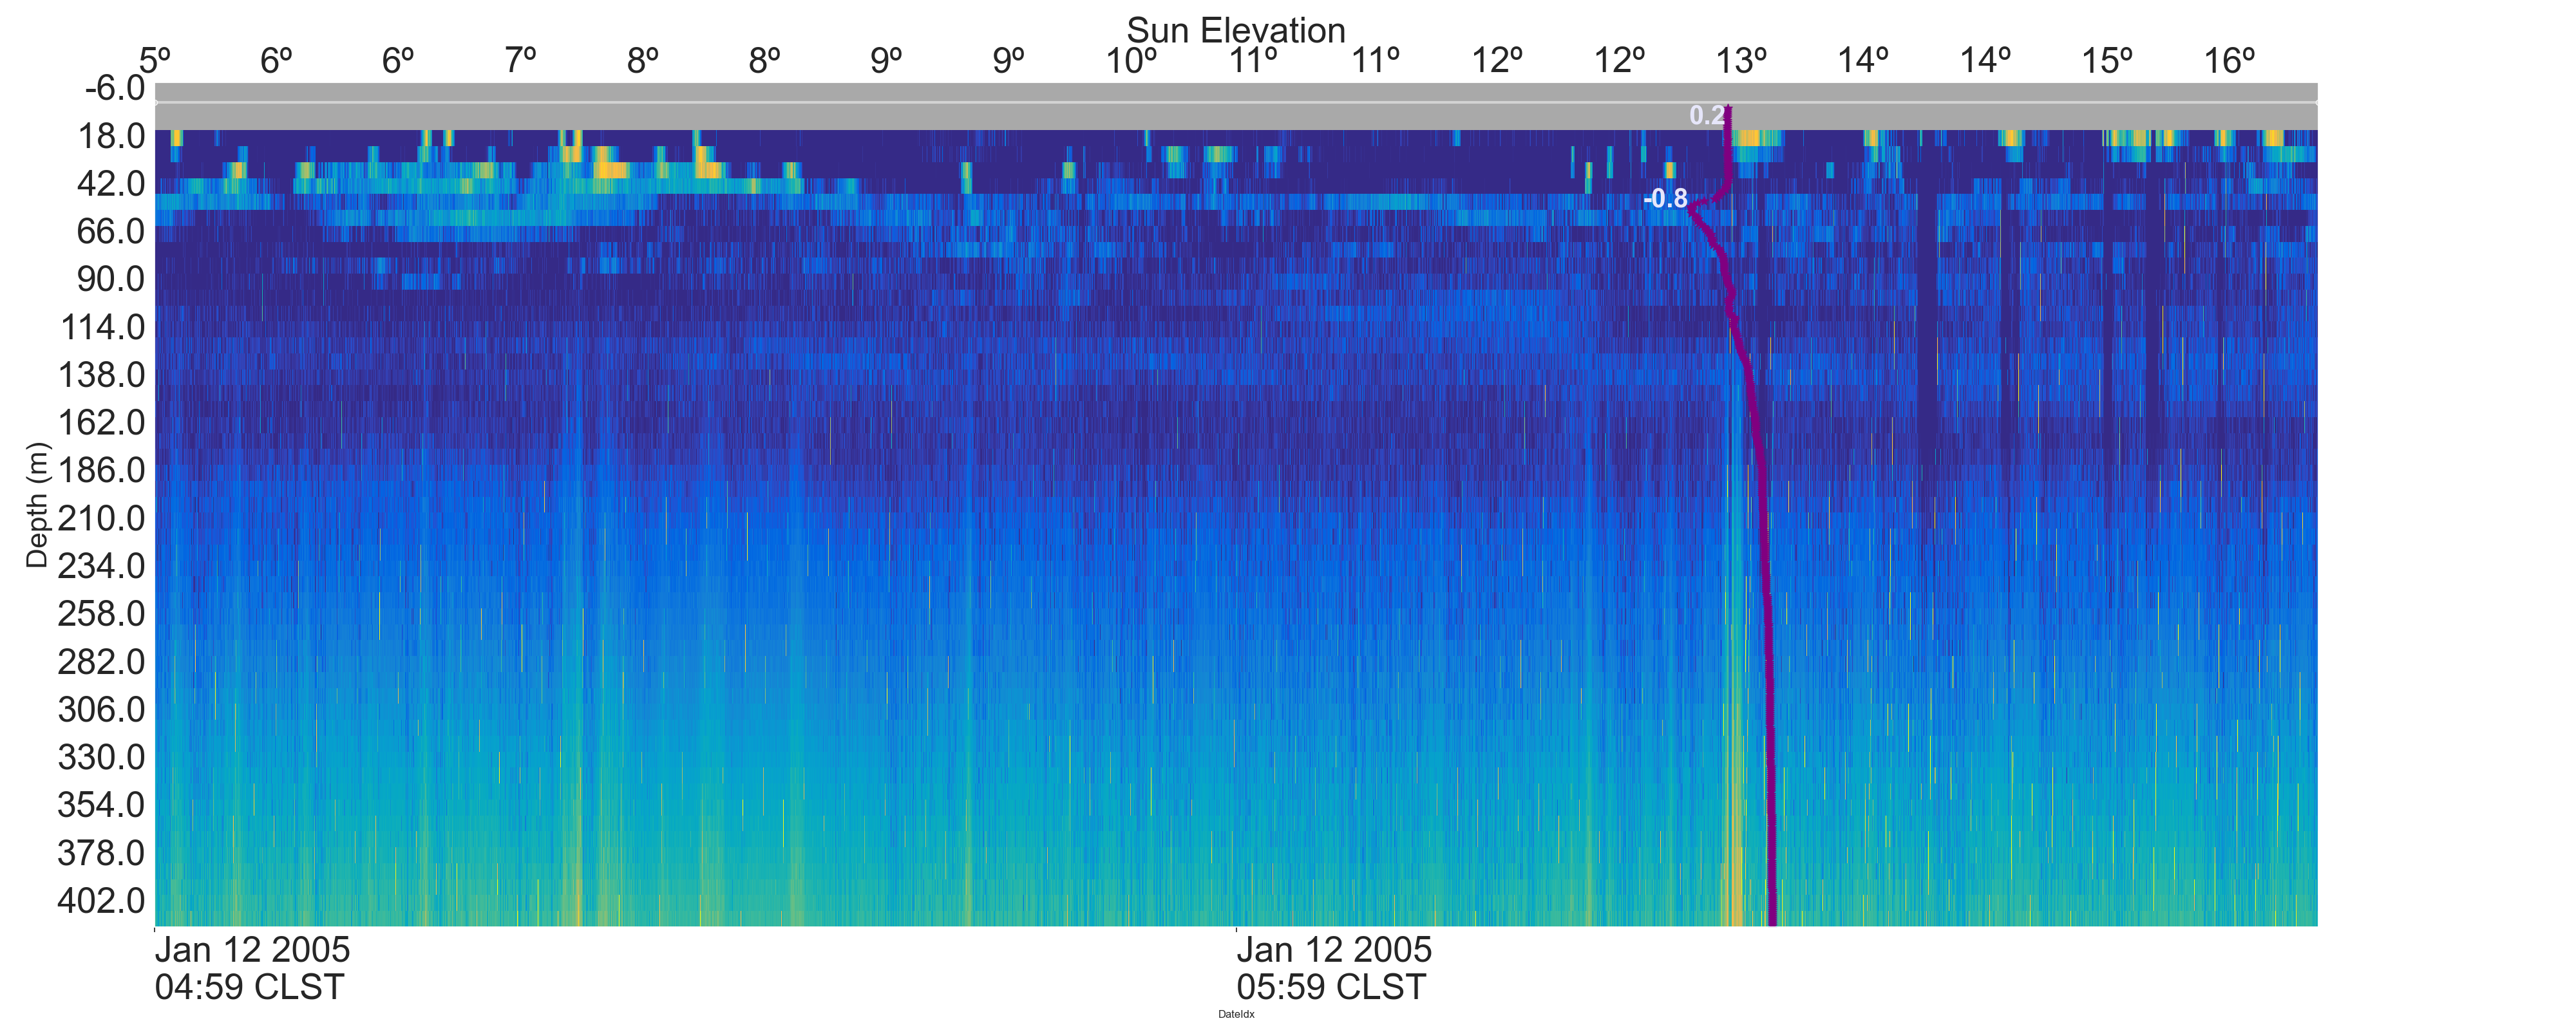 Sun Elevation
5º 6º 6º 7º 8º 8º 9º 9º 10º 11º 11º 12º 12º 13º 14º 14º 15º 16º
-6.0
0.2
18.0
42.0
-0.8
66.0
90.0
114.0
138.0
162.0
186.0
210.0
234.0
258.0
282.0
306.0
330.0
354.0
378.0
402.0
Depth (m)
Jan 12 2005
04:59 CLST
Jan 12 2005
05:59 CLST
DateIdx